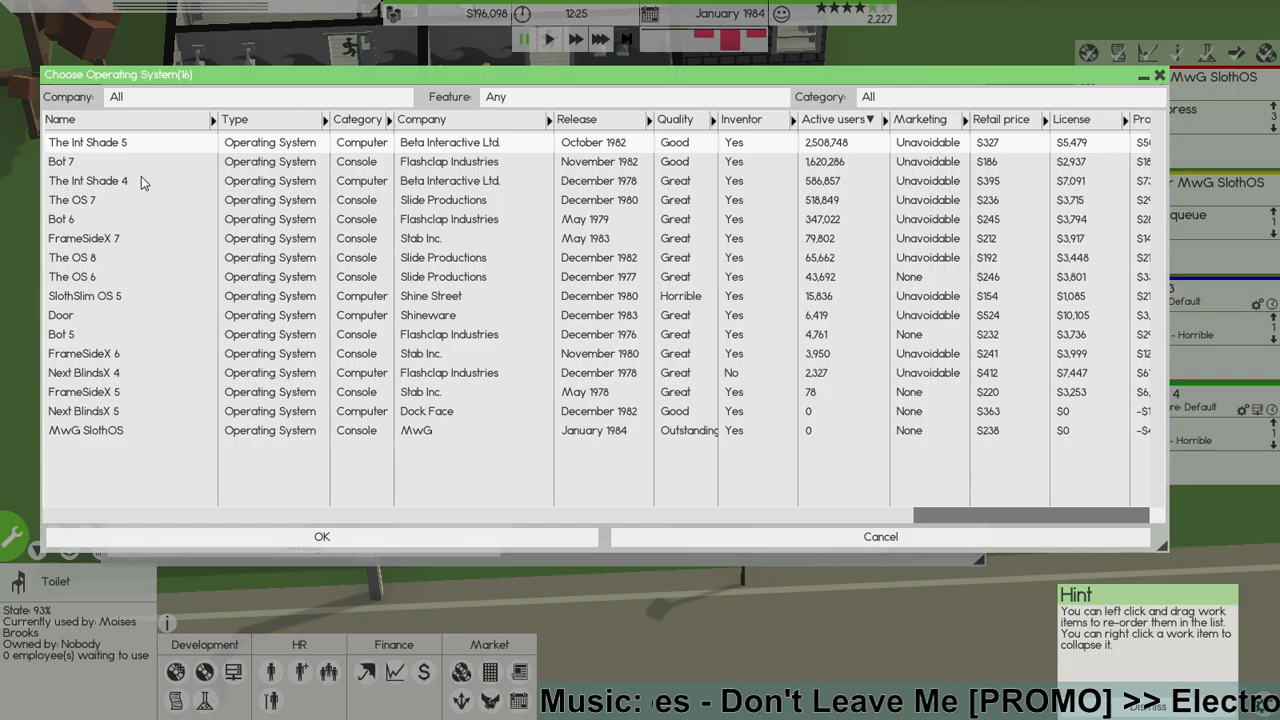 $196,098
12:25
January 1984
2,227
MwG SlothOS
Choose Operating System(16)
Company: All Feature: Any Category: All
Name Type Category Company Release Quality Inventor Active users▼ Marketing Retail price License
The Int Shade 5 Operating System Computer Beta Interactive Ltd. October 1982 Good Yes 2,508,748 Unavoidable $327 $5,479
Bot 7 Operating System Console Flashclap Industries November 1982 Good Yes 1,620,286 Unavoidable $186 $2,937
The Int Shade 4 Operating System Computer Beta Interactive Ltd. December 1978 Great Yes 586,857 Unavoidable $395 $7,091
The OS 7 Operating System Console Slide Productions December 1980 Great Yes 518,849 Unavoidable $236 $3,715
Bot 6 Operating System Console Flashclap Industries May 1979 Great Yes 347,022 Unavoidable $245 $3,794
FrameSideX 7 Operating System Console Stab Inc. May 1983 Great Yes 79,802 Unavoidable $212 $3,917
The OS 8 Operating System Console Slide Productions December 1982 Great Yes 65,662 Unavoidable $192 $3,448
The OS 6 Operating System Console Slide Productions December 1977 Great Yes 43,692 None $246 $3,801
SlothSlim OS 5 Operating System Computer Shine Street December 1980 Horrible Yes 15,836 Unavoidable $154 $1,085
Door Operating System Computer Shineware December 1983 Great Yes 6,419 Unavoidable $524 $10,105
Bot 5 Operating System Console Flashclap Industries December 1976 Great Yes 4,761 None $232 $3,736
FrameSideX 6 Operating System Console Stab Inc. November 1980 Great Yes 3,950 Unavoidable $241 $3,999
Next BlindsX 4 Operating System Computer Flashclap Industries December 1978 Great No 2,327 Unavoidable $412 $7,447
FrameSideX 5 Operating System Console Stab Inc. May 1978 Great Yes 78 None $220 $3,253
Next BlindsX 5 Operating System Computer Dock Face December 1982 Good Yes 0 None $363 $0
MwG SlothOS Operating System Console MwG January 1984 Outstanding Yes 0 None $238 $0
OK Cancel
press
3
r MwG SlothOS
queue
1
3
Default
- Horrible
1
4
re: Default
- Horrible
1
Toilet
State: 93%
Currently used by: Moises
Brooks
Owned by: Nobody
0 employee(s) waiting to use
Development HR Finance Market
Hint
You can left click and drag work
items to re-order them in the list.
You can right click a work item to
collapse it.
Music: es - Don't Leave Me [PROMO] >> Electro